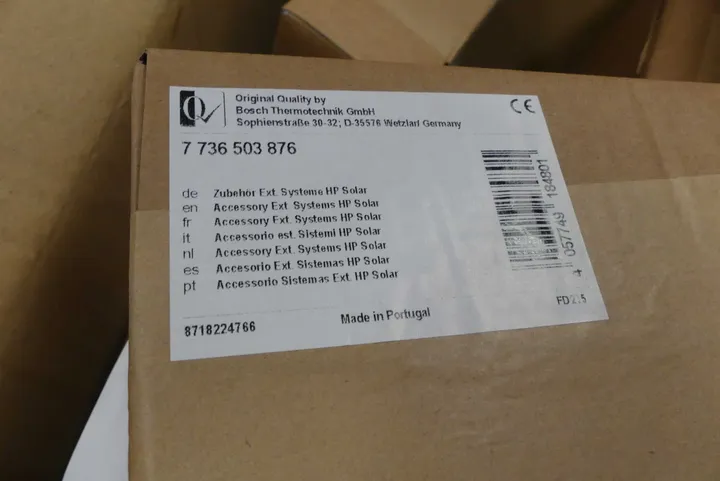 Q
Original Quality by
Bosch Thermotechnik GmbH
Sophienstraße 30-32; D-35576 Wetzlar/ Germany
CE
7 736 503 876
de Zubehör Ext. Systeme HP Solar
en Accessory Ext. Systems HP Solar
fr Accessory Ext. Systems HP Solar
it Accessorio est. Sistemi HP Solar
nl Accessory Ext. Systems HP Solar
es Accesorio Ext. Sistemas HP Solar
pt Accessorio Sistemas Ext. HP Solar
4 057749 184801
8718224766
Made in Portugal